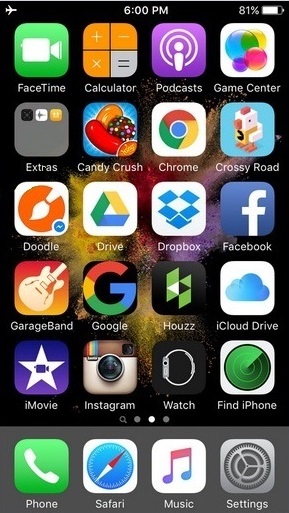 6:00 PM 81%
FaceTime Calculator Podcasts Game Center
Extras Candy Crush Chrome Crossy Road
Doodle Drive Dropbox Facebook
GarageBand Google Houzz iCloud Drive
iMovie Instagram Watch Find iPhone
Phone Safari Music Settings